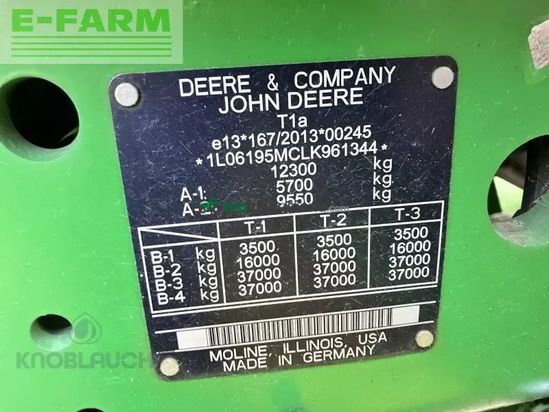 E-FARM
DEERE & COMPANY
JOHN DEERE
T1a
e13*167/2013*00245
*1L06195MCLK961344*
12300 kg
A-1: 5700 kg
A-2: 9550 kg
T-1 T-2 T-3
B-1 kg 3500 3500 3500
B-2 kg 16000 16000 16000
B-3 kg 37000 37000 37000
B-4 kg 37000 37000 37000
MOLINE, ILLINOIS, USA
MADE IN GERMANY
KNOBLAUCH